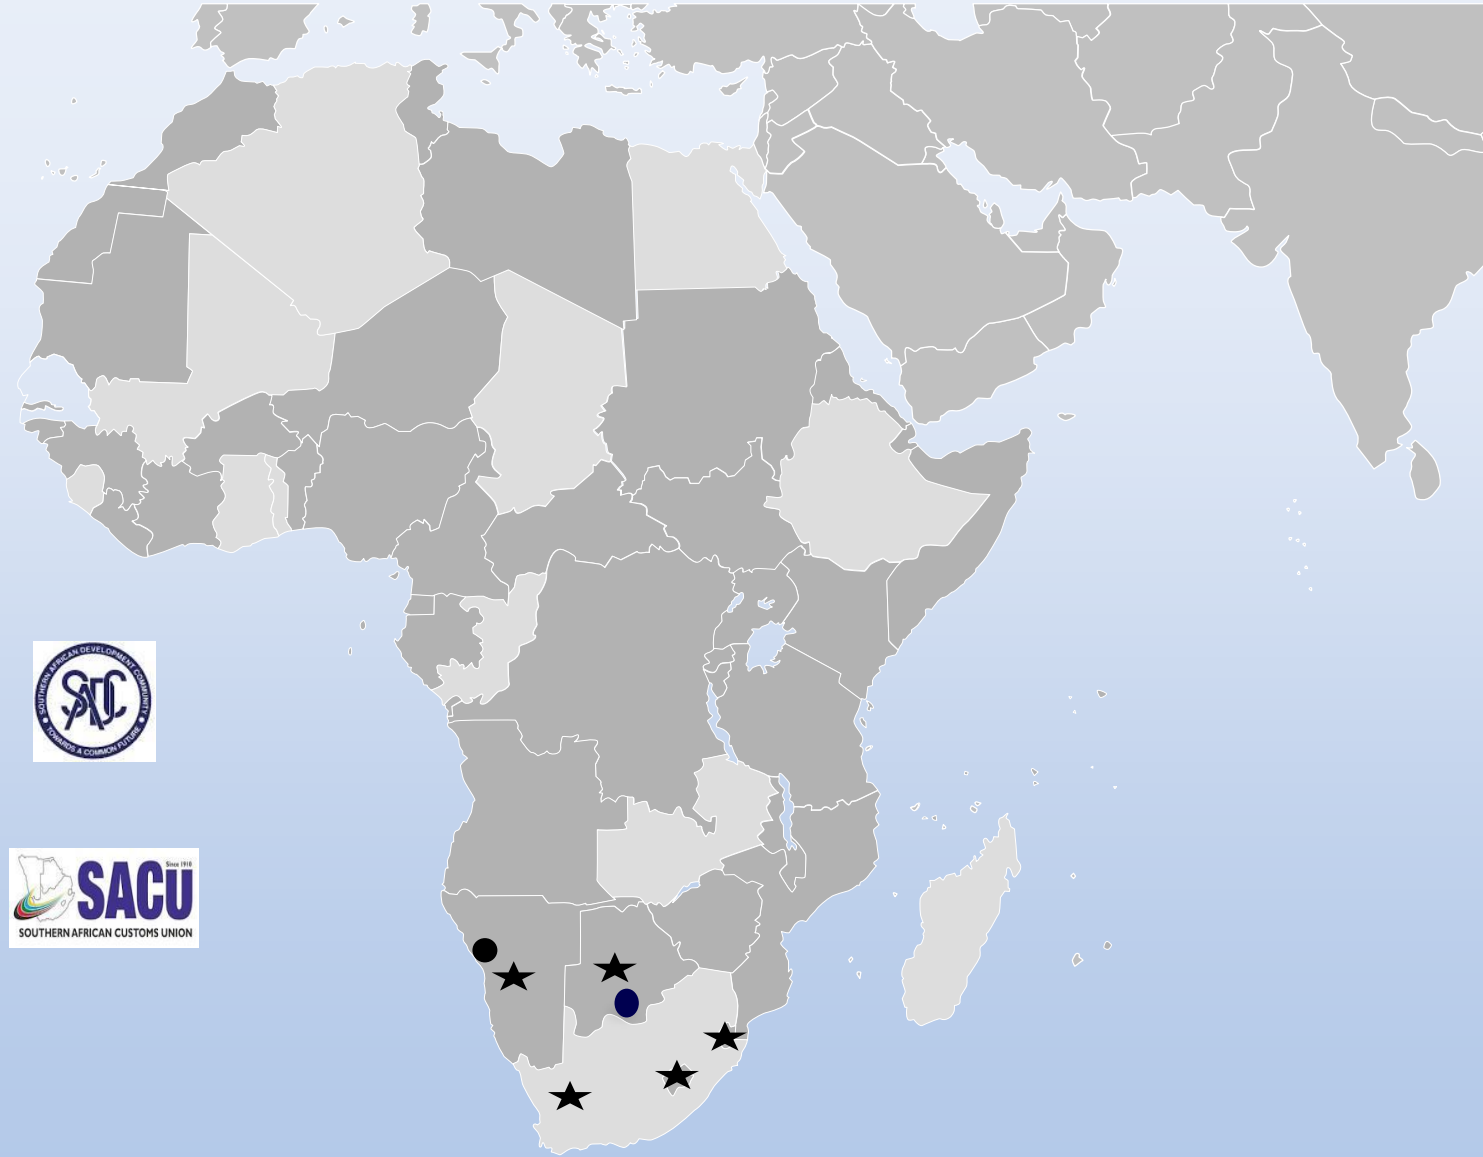 SOUTHERN AFRICAN DEVELOPMENT COMMUNITY
SADC
TOWARDS A COMMON FUTURE
Since 1910
SACU
SOUTHERN AFRICAN CUSTOMS UNION